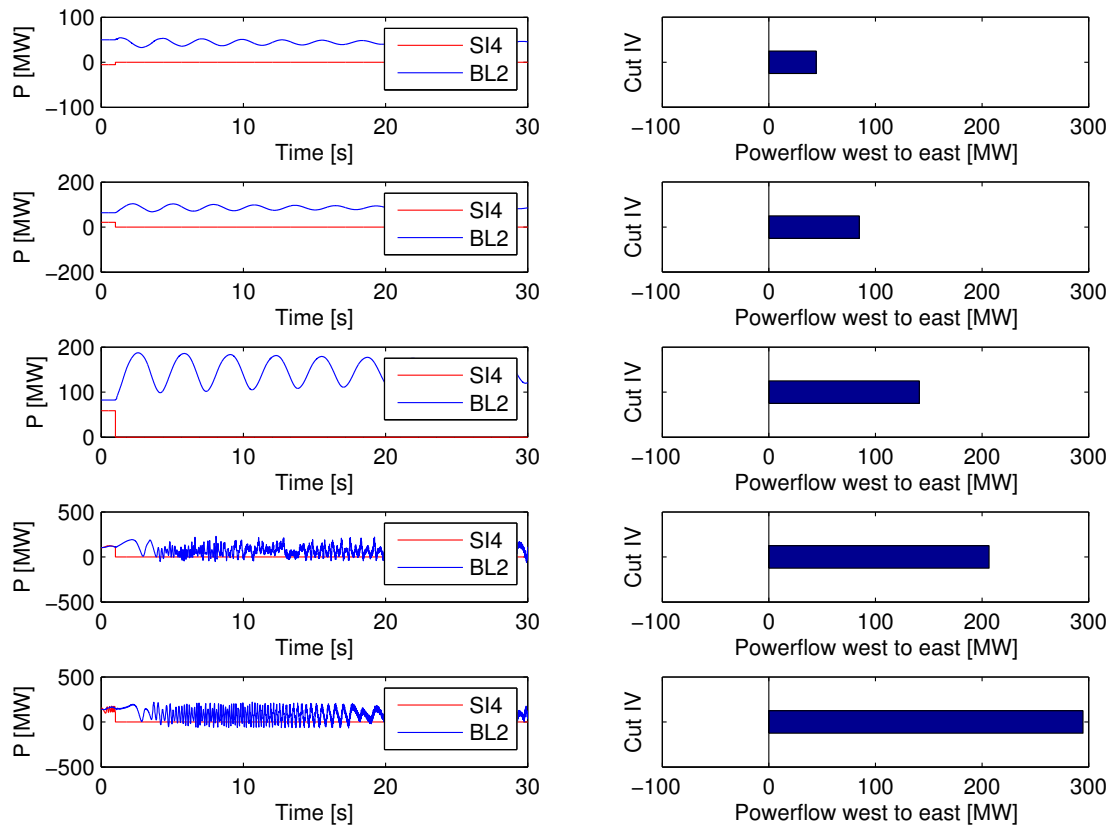 P [MW]
100
0
−100
SI4
BL2
0 10 20 30
Time [s]
Cut IV
−100 0 100 200 300
Powerflow west to east [MW]
P [MW]
200
0
−200
SI4
BL2
0 10 20 30
Time [s]
Cut IV
−100 0 100 200 300
Powerflow west to east [MW]
P [MW]
200
100
0
SI4
BL2
0 10 20 30
Time [s]
Cut IV
−100 0 100 200 300
Powerflow west to east [MW]
P [MW]
500
0
−500
SI4
BL2
0 10 20 30
Time [s]
Cut IV
−100 0 100 200 300
Powerflow west to east [MW]
P [MW]
500
0
−500
SI4
BL2
0 10 20 30
Time [s]
Cut IV
−100 0 100 200 300
Powerflow west to east [MW]